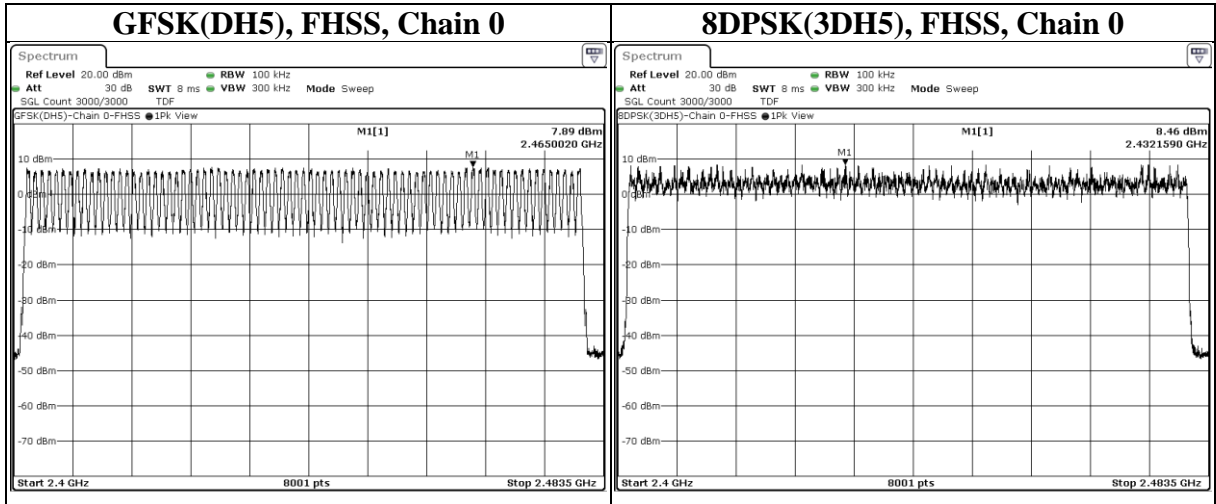 GFSK(DH5), FHSS, Chain 0
Spectrum
Ref Level 20.00 dBm RBW 100 kHz
Att 30 dB SWT 8 ms VBW 300 kHz Mode Sweep
SGL Count 3000/3000 TDF
GFSK(DH5)-Chain 0-FHSS 1Pk View
M1[1] 7.89 dBm
2.4650020 GHz
M1
10 dBm
0 dBm
-10 dBm
-20 dBm
-30 dBm
-40 dBm
-50 dBm
-60 dBm
-70 dBm
Start 2.4 GHz 8001 pts Stop 2.4835 GHz
8DPSK(3DH5), FHSS, Chain 0
Spectrum
Ref Level 20.00 dBm RBW 100 kHz
Att 30 dB SWT 8 ms VBW 300 kHz Mode Sweep
SGL Count 3000/3000 TDF
8DPSK(3DH5)-Chain 0-FHSS 1Pk View
M1[1] 8.46 dBm
2.4321590 GHz
M1
10 dBm
0 dBm
-10 dBm
-20 dBm
-30 dBm
-40 dBm
-50 dBm
-60 dBm
-70 dBm
Start 2.4 GHz 8001 pts Stop 2.4835 GHz